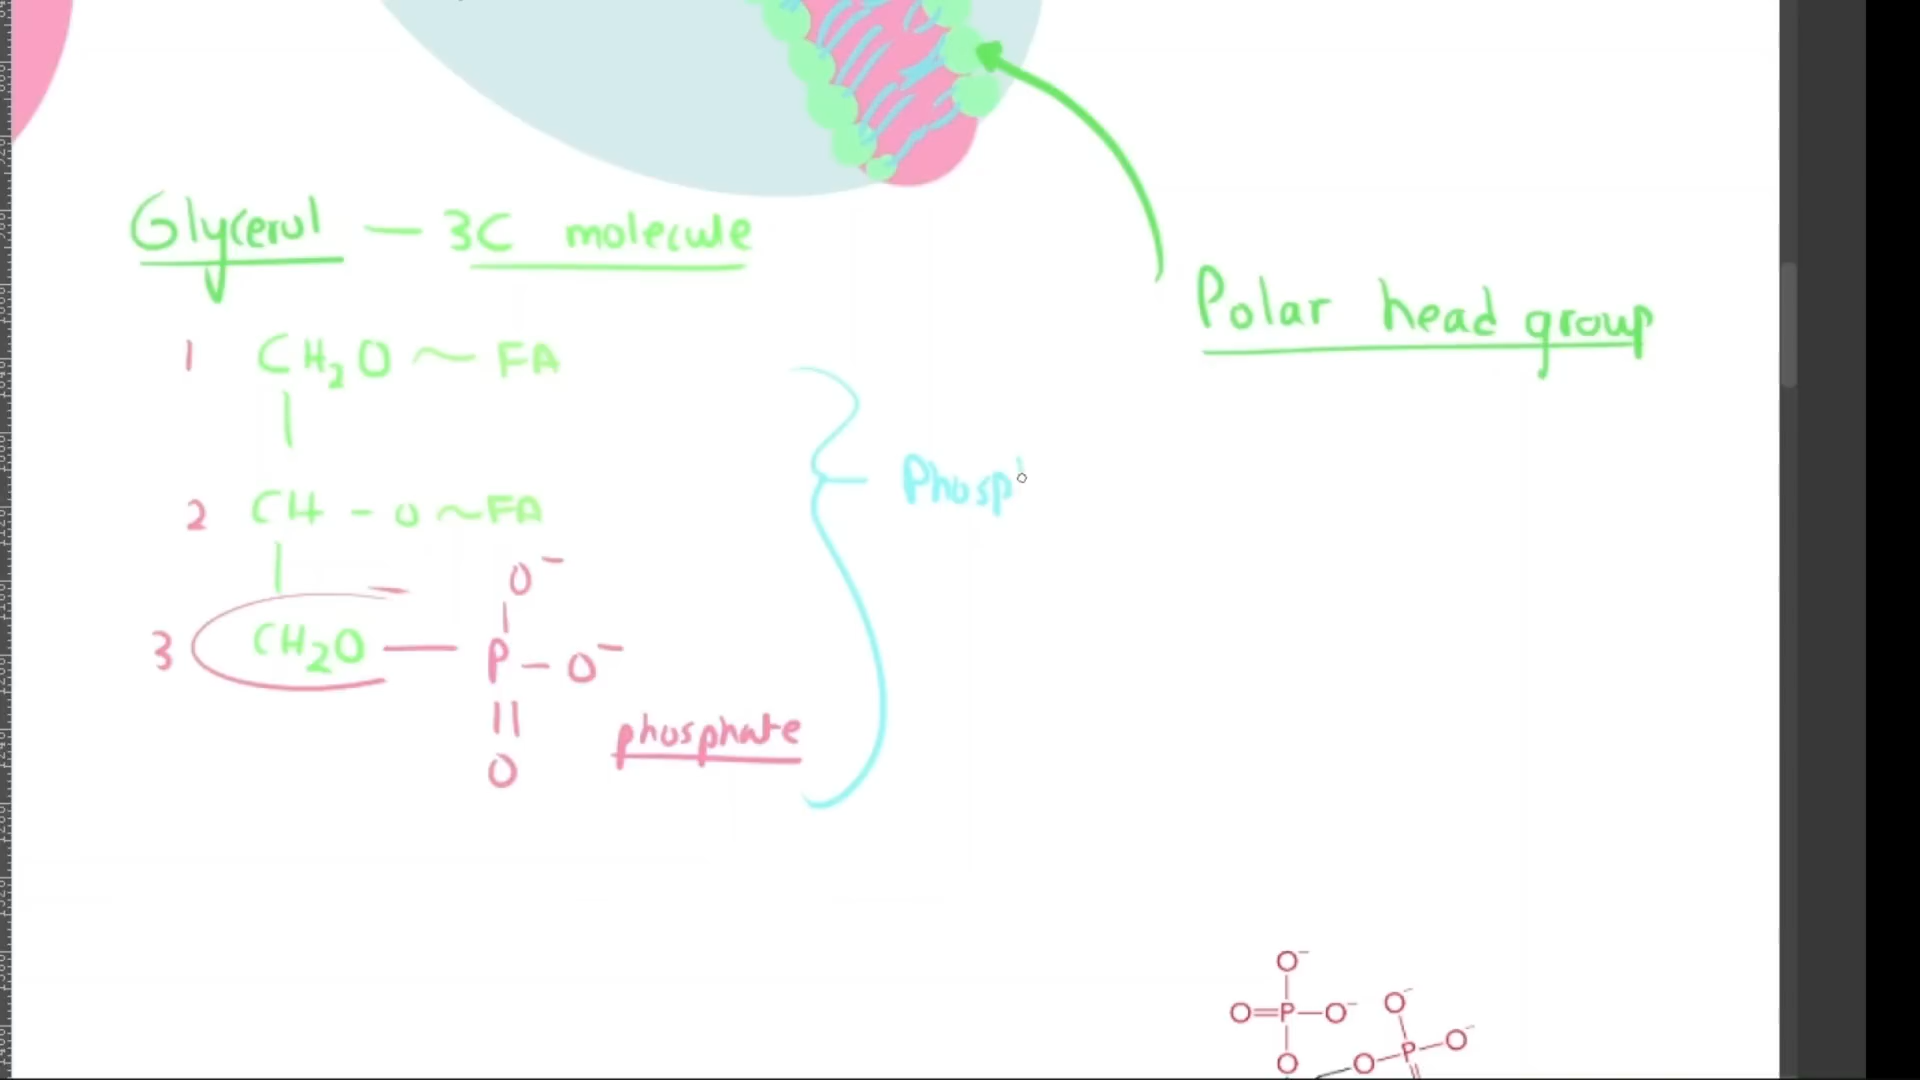 Glycerol — 3C molecule
Polar head group
1 CH2O ~ FA
|
Phosp
2 CH - O ~ FA
|
O-
|
3 CH2O — P - O-
||
O
phosphate
O-
O=P-O- O-
P O-
O O